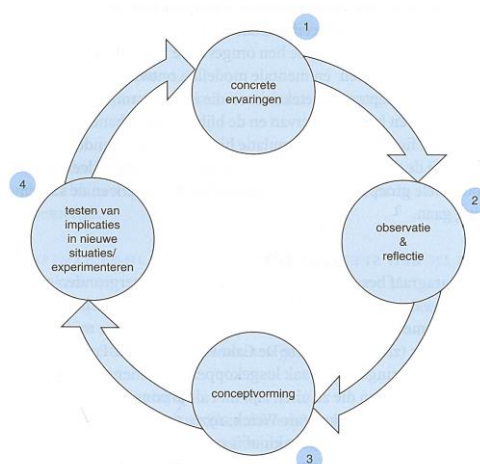 1
concrete
ervaringen
2
observatie
&
reflectie
3
conceptvorming
4
testen van
implicaties
in nieuwe
situaties/
experimenteren